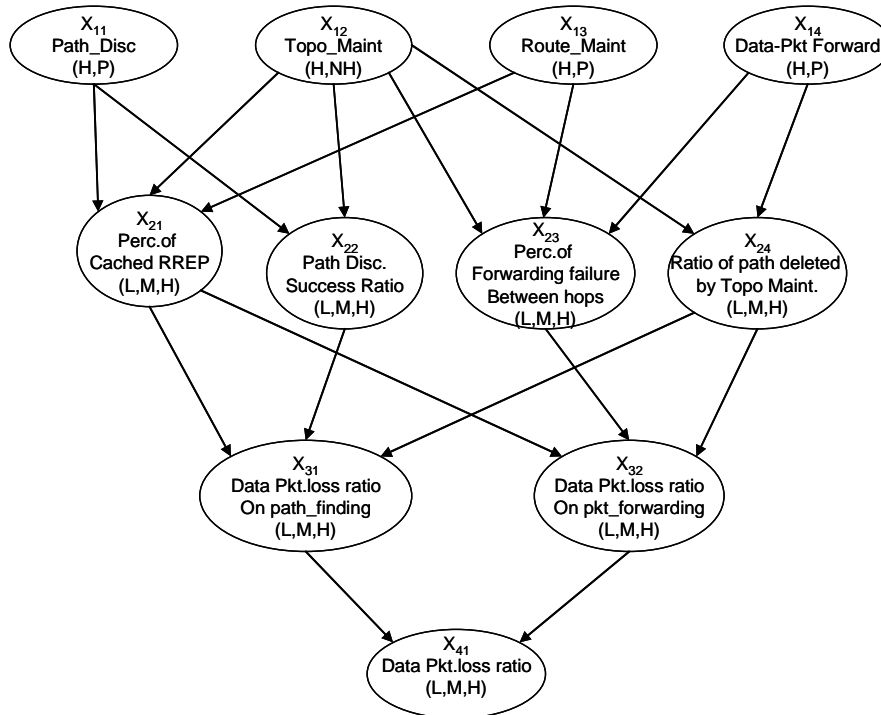 X11
Path_Disc
(H,P)
X12
Topo_Maint
(H,NH)
X13
Route_Maint
(H,P)
X14
Data-Pkt Forward
(H,P)
X21
Perc.of
Cached RREP
(L,M,H)
X22
Path Disc.
Success Ratio
(L,M,H)
X23
Perc.of
Forwarding failure
Between hops
(L,M,H)
X24
Ratio of path deleted
by Topo Maint.
(L,M,H)
X31
Data Pkt.loss ratio
On path_finding
(L,M,H)
X32
Data Pkt.loss ratio
On pkt_forwarding
(L,M,H)
X41
Data Pkt.loss ratio
(L,M,H)